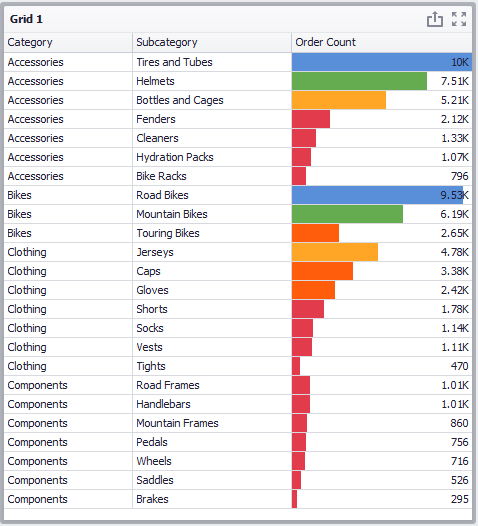 Grid 1
Category Subcategory Order Count
Accessories Tires and Tubes 10K
Accessories Helmets 7.51K
Accessories Bottles and Cages 5.21K
Accessories Fenders 2.12K
Accessories Cleaners 1.33K
Accessories Hydration Packs 1.07K
Accessories Bike Racks 796
Bikes Road Bikes 9.53K
Bikes Mountain Bikes 6.19K
Bikes Touring Bikes 2.65K
Clothing Jerseys 4.78K
Clothing Caps 3.38K
Clothing Gloves 2.42K
Clothing Shorts 1.78K
Clothing Socks 1.14K
Clothing Vests 1.11K
Clothing Tights 470
Components Road Frames 1.01K
Components Handlebars 1.01K
Components Mountain Frames 860
Components Pedals 756
Components Wheels 716
Components Saddles 526
Components Brakes 295